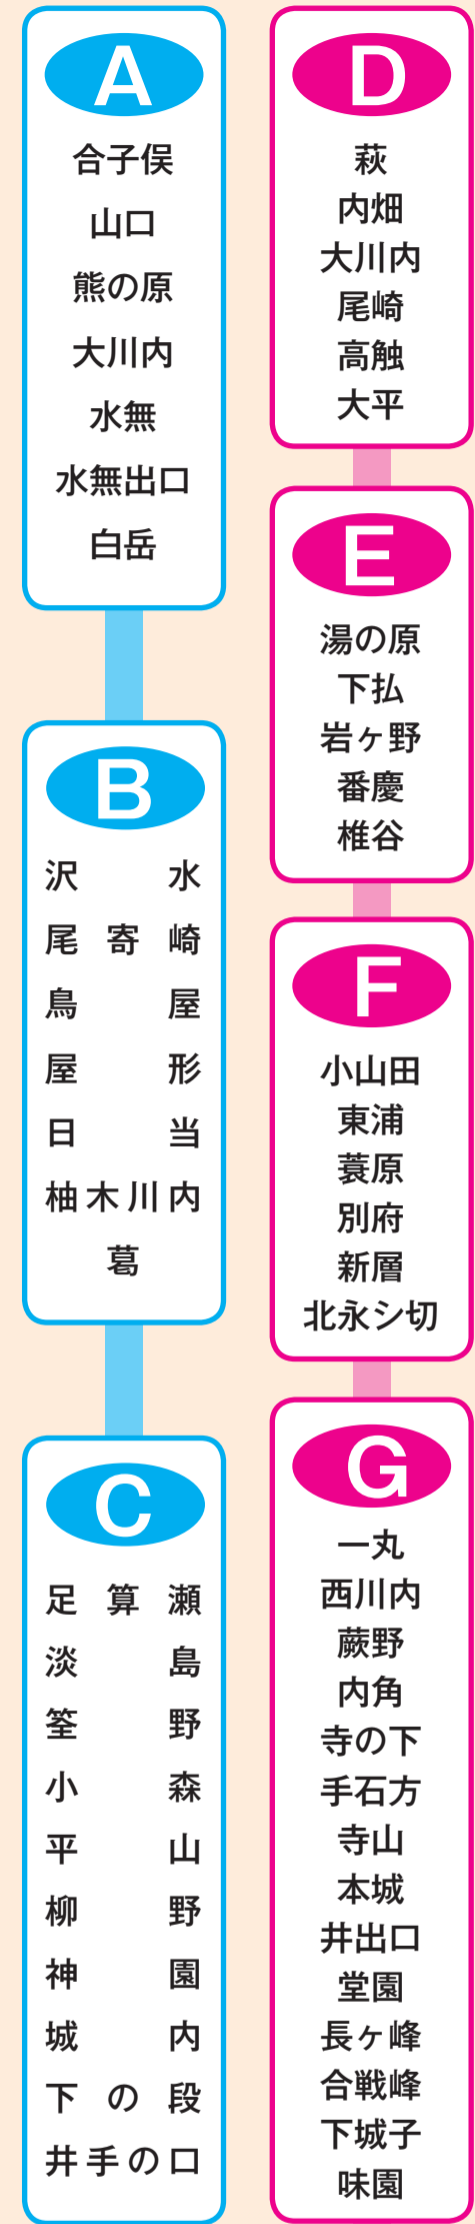 A
合子俣
山口
熊の原
大川内
水無
水無出口
白岳
B
沢水
尾寄崎
鳥屋
屋形
日当
柚木川内
葛
C
足算瀬
淡島
筌野
小森
平山
柳野
神園
城内
下の段
井手の口
D
萩
内畑
大川内
尾崎
高触
大平
E
湯の原
下払
岩ヶ野
番慶
椎谷
F
小山田
東浦
蓑原
別府
新層
北永シ切
G
一丸
西川内
蕨野
内角
寺の下
手石方
寺山
本城
井出口
堂園
長ヶ峰
合戦峰
下城子
味園